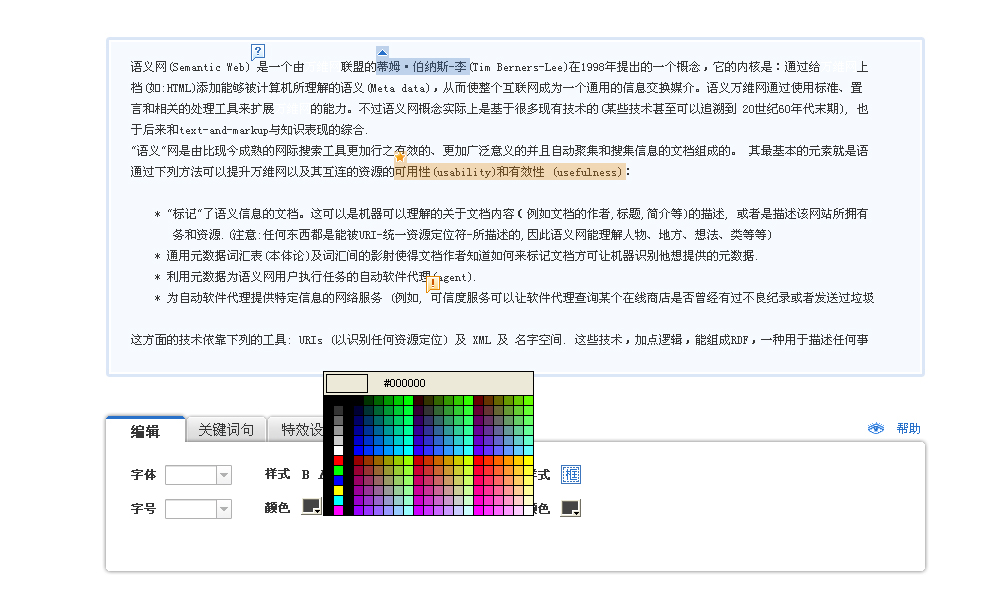 语义网(Semantic Web) 是一个由 联盟的蒂姆·伯纳斯-李(Tim Berners-Lee)在1998年提出的一个概念,它的内核是:通过给 上
档(如:HTML)添加能够被计算机所理解的语义(Meta data),从而使整个互联网成为一个通用的信息交换媒介。语义万维网通过使用标准、置
言和相关的处理工具来扩展 的能力。不过语义网概念实际上是基于很多现有技术的(某些技术甚至可以追溯到 20世纪60年代末期), 也
于后来和text-and-markup与知识表现的综合.
“语义”网是由比现今成熟的网际搜索工具更加行之有效的、更加广泛意义的并且自动聚集和搜集信息的文档组成的。 其最基本的元素就是语
通过下列方法可以提升万维网以及其互连的资源的可用性(usability)和有效性 (usefulness):
* “标记”了语义信息的文档。这可以是机器可以理解的关于文档内容( 例如文档的作者,标题,简介等)的描述, 或者是描述该网站所拥有
务和资源.(注意:任何东西都是能被URI-统一资源定位符-所描述的,因此语义网能理解人物、地方、想法、类等等)
* 通用元数据词汇表(本体论)及词汇间的影射使得文档作者知道如何来标记文档方可让机器识别他想提供的元数据.
* 利用元数据为语义网用户执行任务的自动软件代理(agent).
* 为自动软件代理提供特定信息的网络服务 (例如, 可信度服务可以让软件代理查询某个在线商店是否曾经有过不良纪录或者发送过垃圾
这方面的技术依靠下列的工具: URIs (以识别任何资源定位) 及 XML 及 名字空间. 这些技术,加点逻辑,能组成RDF,一种用于描述任何事
#000000
编辑 关键词句 特效设 帮助
字体 样式 B 式 框
字号 颜色 色